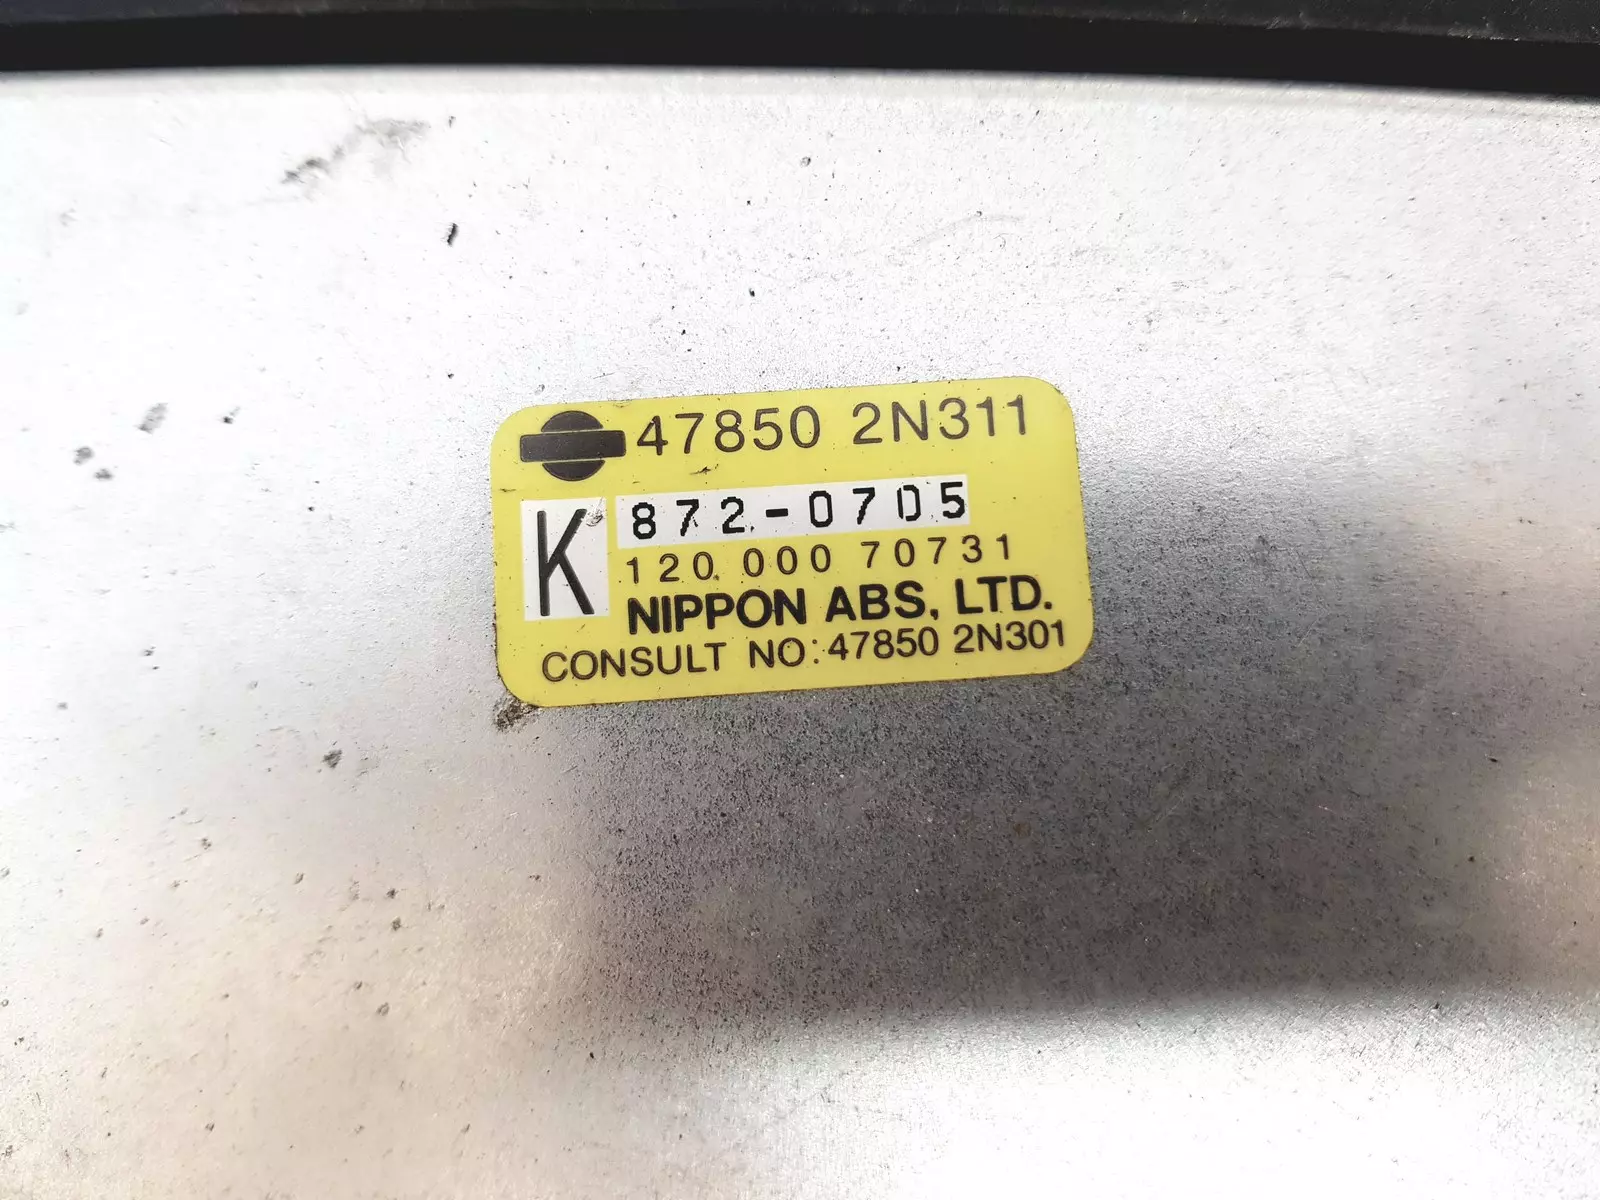 47850 2N311
K 872-0705
120 000 70731
NIPPON ABS, LTD.
CONSULT NO:47850 2N301